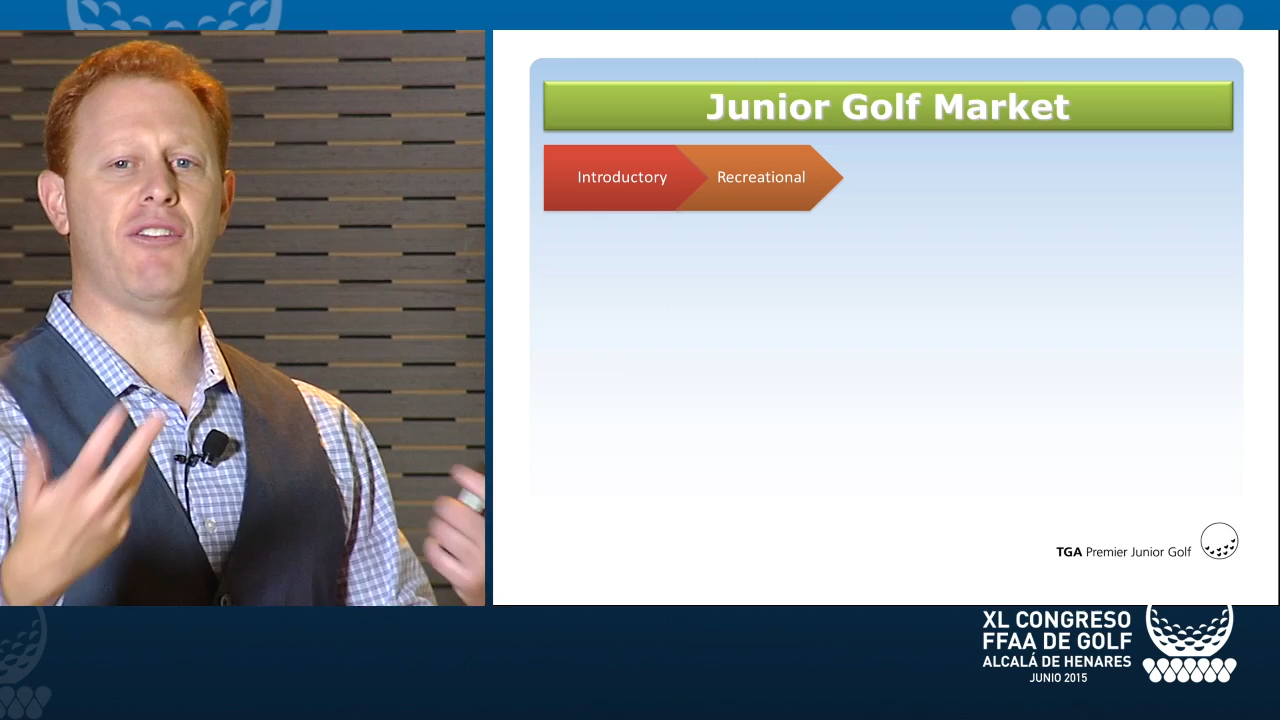 Junior Golf Market
Introductory
Recreational
TGA Premier Junior Golf
XL CONGRESO
FFAA DE GOLF
ALCALÁ DE HENARES
JUNIO 2015